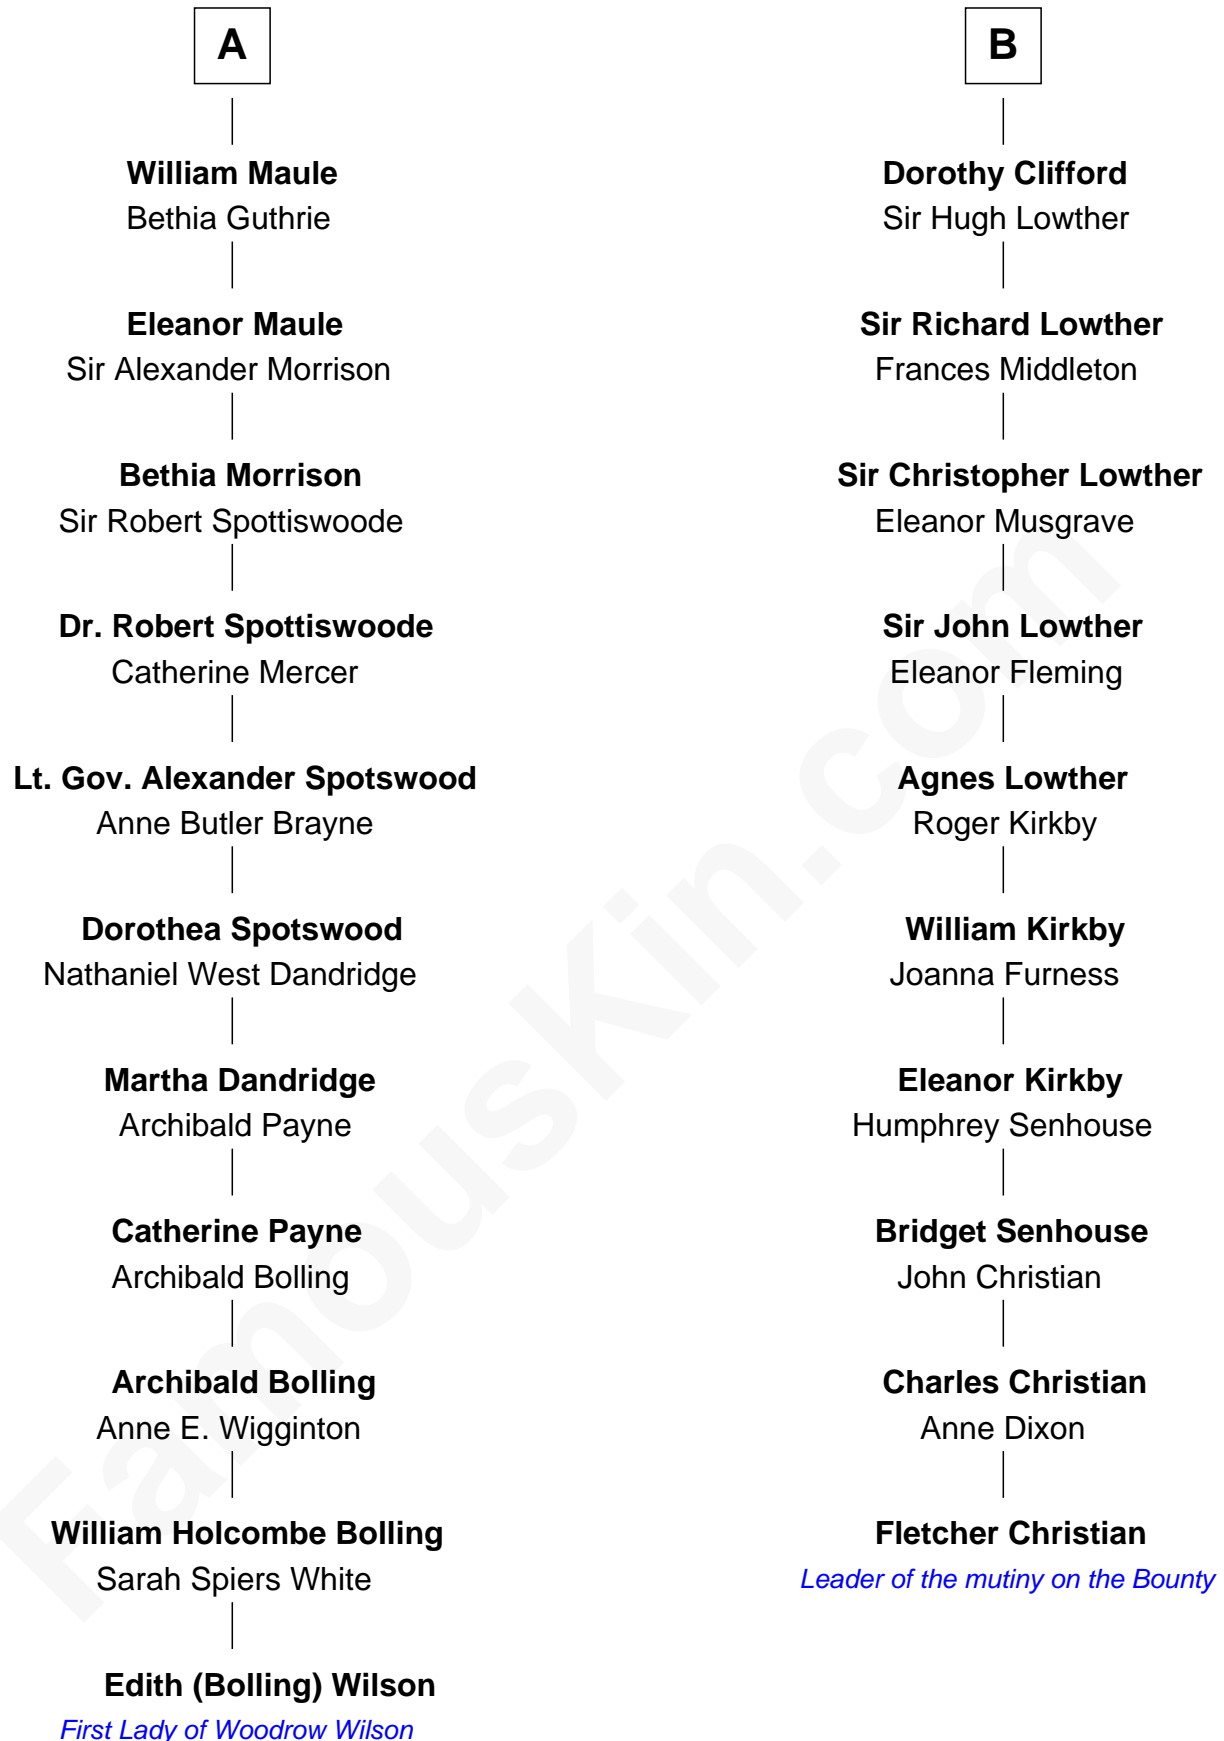 A
William Maule
Bethia Guthrie
Eleanor Maule
Sir Alexander Morrison
Bethia Morrison
Sir Robert Spottiswoode
Dr. Robert Spottiswoode
Catherine Mercer
Lt. Gov. Alexander Spotswood
Anne Butler Brayne
Dorothea Spotswood
Nathaniel West Dandridge
Martha Dandridge
Archibald Payne
Catherine Payne
Archibald Bolling
Archibald Bolling
Anne E. Wigginton
William Holcombe Bolling
Sarah Spiers White
Edith (Bolling) Wilson
First Lady of Woodrow Wilson
B
Dorothy Clifford
Sir Hugh Lowther
Sir Richard Lowther
Frances Middleton
Sir Christopher Lowther
Eleanor Musgrave
Sir John Lowther
Eleanor Fleming
Agnes Lowther
Roger Kirkby
William Kirkby
Joanna Furness
Eleanor Kirkby
Humphrey Senhouse
Bridget Senhouse
John Christian
Charles Christian
Anne Dixon
Fletcher Christian
Leader of the mutiny on the Bounty
FamousKin.com